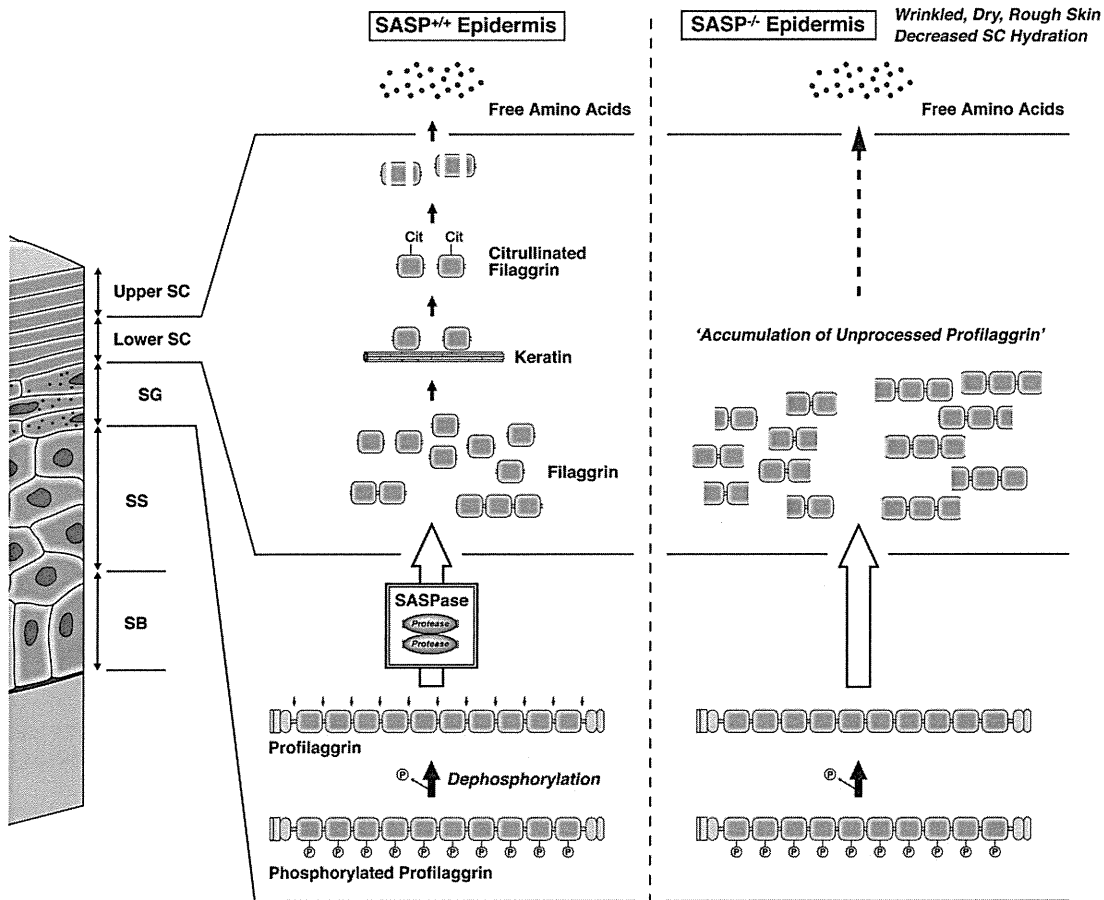 SASP+/+ Epidermis
SASP-/- Epidermis
Wrinkled, Dry, Rough Skin
Decreased SC Hydration
Free Amino Acids
Free Amino Acids
Cit Cit
Citrullinated
Filaggrin
Upper SC
Lower SC
Keratin
'Accumulation of Unprocessed Profilaggrin'
SG
Filaggrin
SS
SASPase
Protease
Protease
SB
Profilaggrin
P
Dephosphorylation
P
P P P P P P P P P P
P P P P P P P P P P
Phosphorylated Profilaggrin